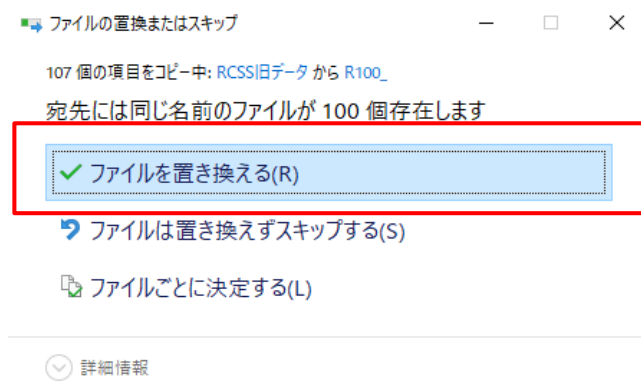 ファイルの置換またはスキップ
107 個の項目をコピー中: RCSS旧データ から R100_
宛先には同じ名前のファイルが 100 個存在します
ファイルを置き換える(R)
ファイルは置き換えずスキップする(S)
ファイルごとに決定する(L)
詳細情報